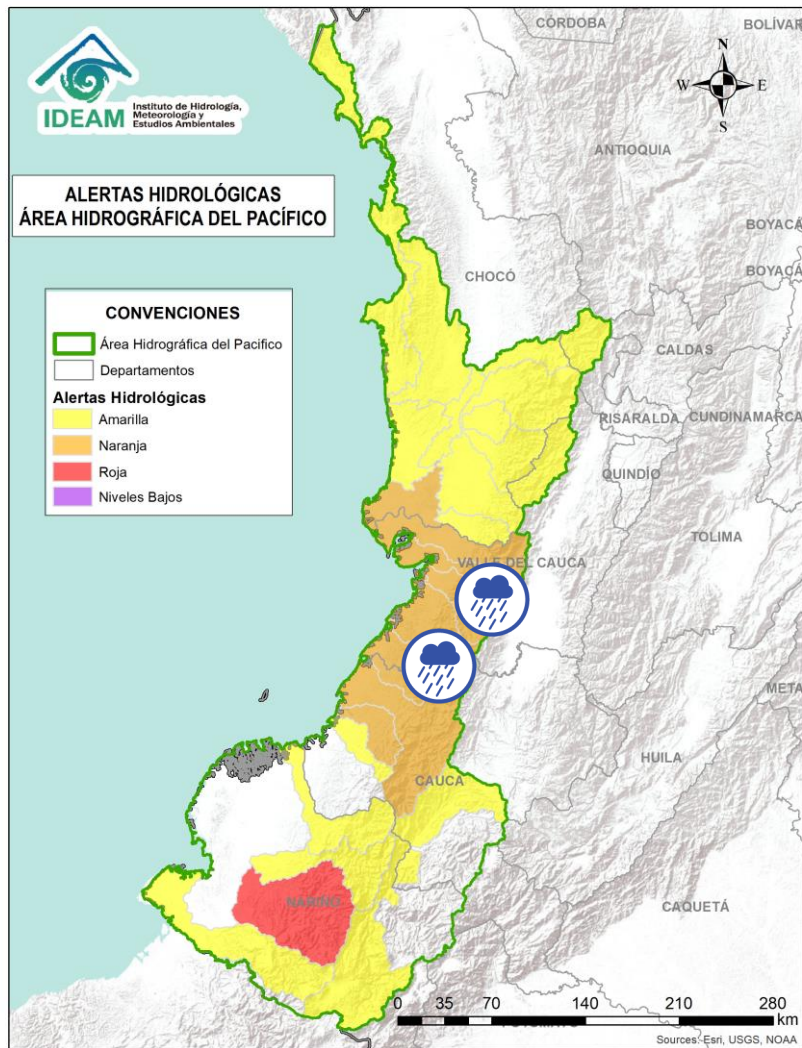 IDEAM
Instituto de Hidrología,
Meteorología y
Estudios Ambientales
ALERTAS HIDROLÓGICAS
ÁREA HIDROGRÁFICA DEL PACÍFICO
CONVENCIONES
Área Hidrográfica del Pacifico
Departamentos
Alertas Hidrológicas
Amarilla
Naranja
Roja
Niveles Bajos
CÓRDOBA
BOLÍVAR
N
W
E
S
ANTIOQUIA
BOYACÁ
BOYACÁ
CHOCÓ
CALDAS
RISARALDA
CUNDINAMARCA
QUINDÍO
TOLIMA
VALLE DEL CAUCA
META
HUILA
CAUCA
NARIÑO
CAQUETÁ
0 35 70 140 210 280
km
Sources: Esri, USGS, NOAA